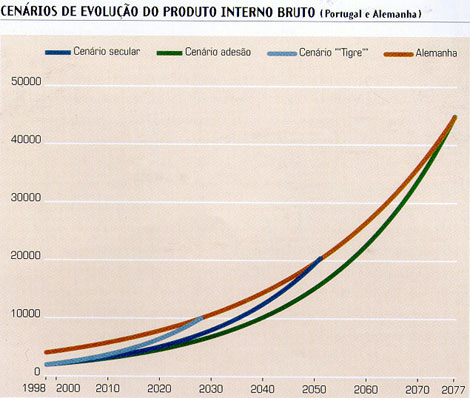 CENÁRIOS DE EVOLUÇÃO DO PRODUTO INTERNO BRUTO (Portugal e Alemanha)
Cenário secular Cenário adesão Cenário ""Tigre"" Alemanha
50000
40000
30000
20000
10000
0
1998 2000 2010 2020 2030 2040 2050 2060 2070 2077